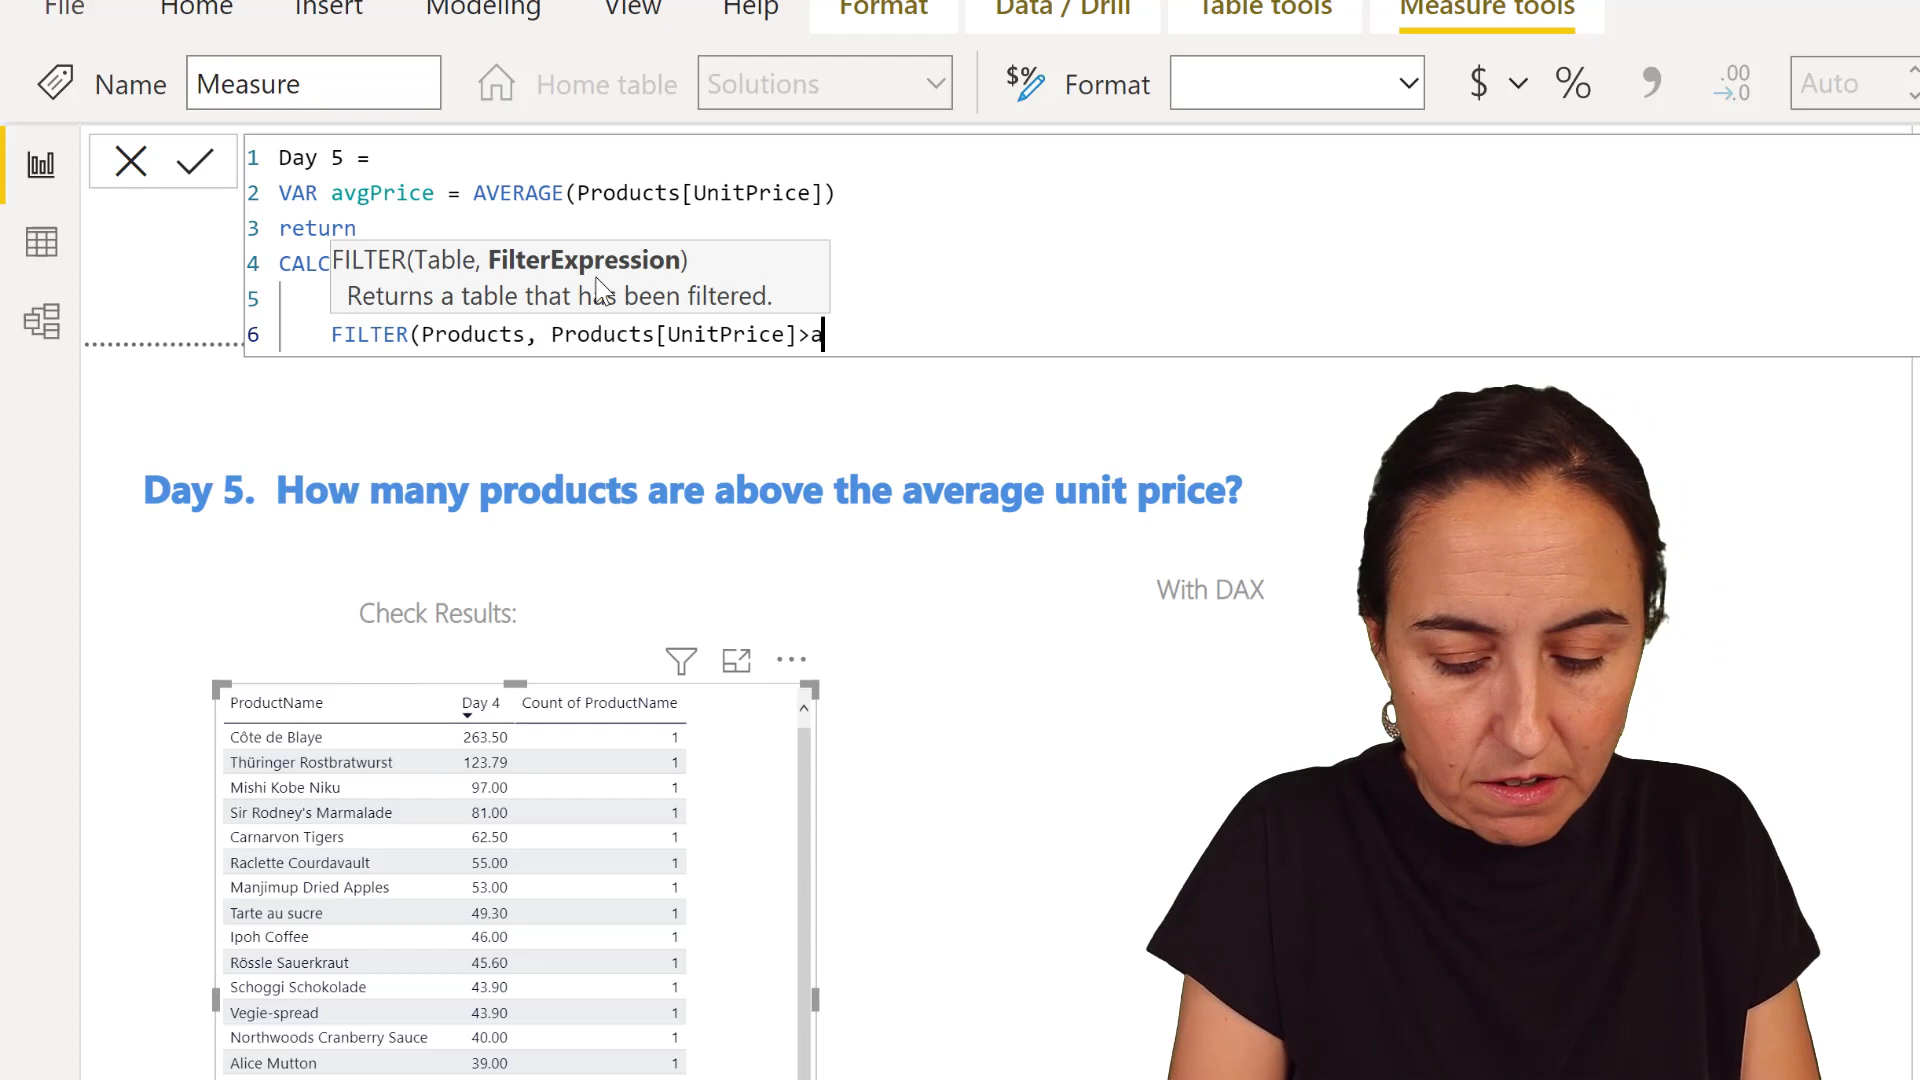 File Home Insert Modeling View Help Format Data / Drill Table tools Measure tools
Name Measure Home table Solutions Format $ % .00 →.0 Auto
1 Day 5 =
2 VAR avgPrice = AVERAGE(Products[UnitPrice])
3 return
4 CALC
FILTER(Table, FilterExpression)
5
Returns a table that has been filtered.
6 FILTER(Products, Products[UnitPrice]>a
Day 5. How many products are above the average unit price?
With DAX
Check Results:
ProductName Day 4 Count of ProductName
Côte de Blaye 263.50 1
Thüringer Rostbratwurst 123.79 1
Mishi Kobe Niku 97.00 1
Sir Rodney's Marmalade 81.00 1
Carnarvon Tigers 62.50 1
Raclette Courdavault 55.00 1
Manjimup Dried Apples 53.00 1
Tarte au sucre 49.30 1
Ipoh Coffee 46.00 1
Rössle Sauerkraut 45.60 1
Schoggi Schokolade 43.90 1
Vegie-spread 43.90 1
Northwoods Cranberry Sauce 40.00 1
Alice Mutton 39.00 1